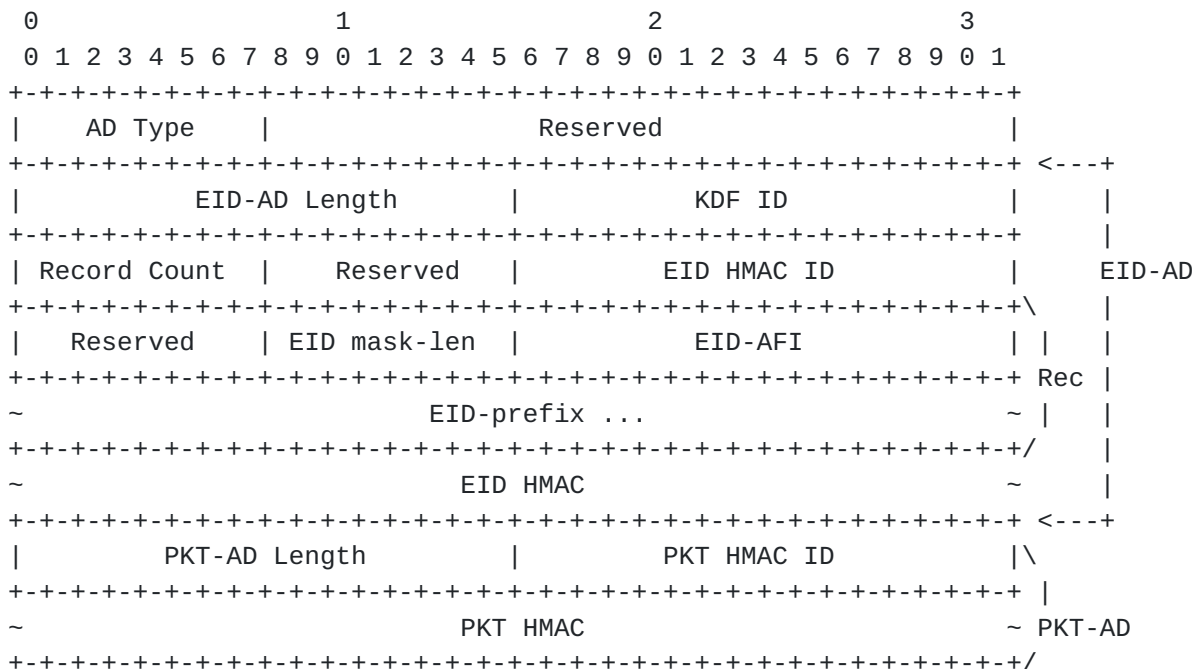 0                   1                   2                   3
 0 1 2 3 4 5 6 7 8 9 0 1 2 3 4 5 6 7 8 9 0 1 2 3 4 5 6 7 8 9 0 1
+-+-+-+-+-+-+-+-+-+-+-+-+-+-+-+-+-+-+-+-+-+-+-+-+-+-+-+-+-+-+-+-+
|    AD Type    |                 Reserved                      |
+-+-+-+-+-+-+-+-+-+-+-+-+-+-+-+-+-+-+-+-+-+-+-+-+-+-+-+-+-+-+-+-+ <---+
|           EID-AD Length       |           KDF ID              |     |
+-+-+-+-+-+-+-+-+-+-+-+-+-+-+-+-+-+-+-+-+-+-+-+-+-+-+-+-+-+-+-+-+     |
| Record Count  |    Reserved   |         EID HMAC ID           |     EID-AD
+-+-+-+-+-+-+-+-+-+-+-+-+-+-+-+-+-+-+-+-+-+-+-+-+-+-+-+-+-+-+-+-+\    |
|   Reserved    | EID mask-len  |           EID-AFI             | |   |
+-+-+-+-+-+-+-+-+-+-+-+-+-+-+-+-+-+-+-+-+-+-+-+-+-+-+-+-+-+-+-+-+ Rec |
~                          EID-prefix ...                       ~ |   |
+-+-+-+-+-+-+-+-+-+-+-+-+-+-+-+-+-+-+-+-+-+-+-+-+-+-+-+-+-+-+-+-+/    |
~                            EID HMAC                           ~     |
+-+-+-+-+-+-+-+-+-+-+-+-+-+-+-+-+-+-+-+-+-+-+-+-+-+-+-+-+-+-+-+-+ <---+
|         PKT-AD Length         |         PKT HMAC ID           |\
+-+-+-+-+-+-+-+-+-+-+-+-+-+-+-+-+-+-+-+-+-+-+-+-+-+-+-+-+-+-+-+-+ |
~                            PKT HMAC                           ~ PKT-AD
+-+-+-+-+-+-+-+-+-+-+-+-+-+-+-+-+-+-+-+-+-+-+-+-+-+-+-+-+-+-+-+-+/